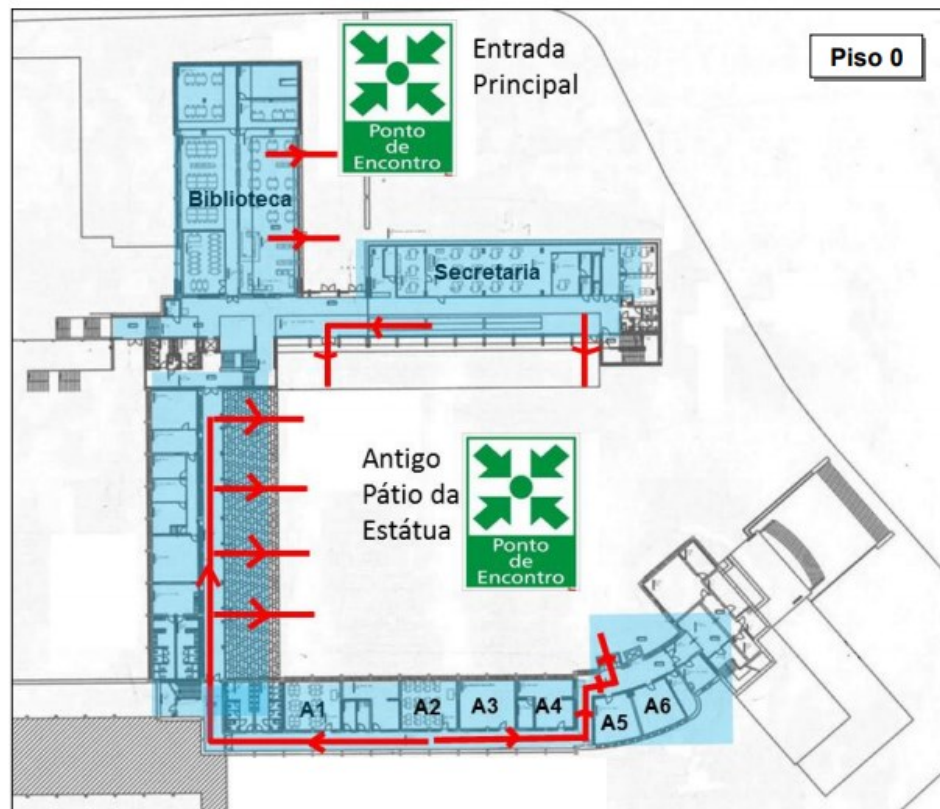 Entrada
Principal
Piso 0
Ponto
de
Encontro
Biblioteca
Secretaria
Antigo
Pátio da
Estátua
Ponto
de
Encontro
A1
A2
A3
A4
A5
A6